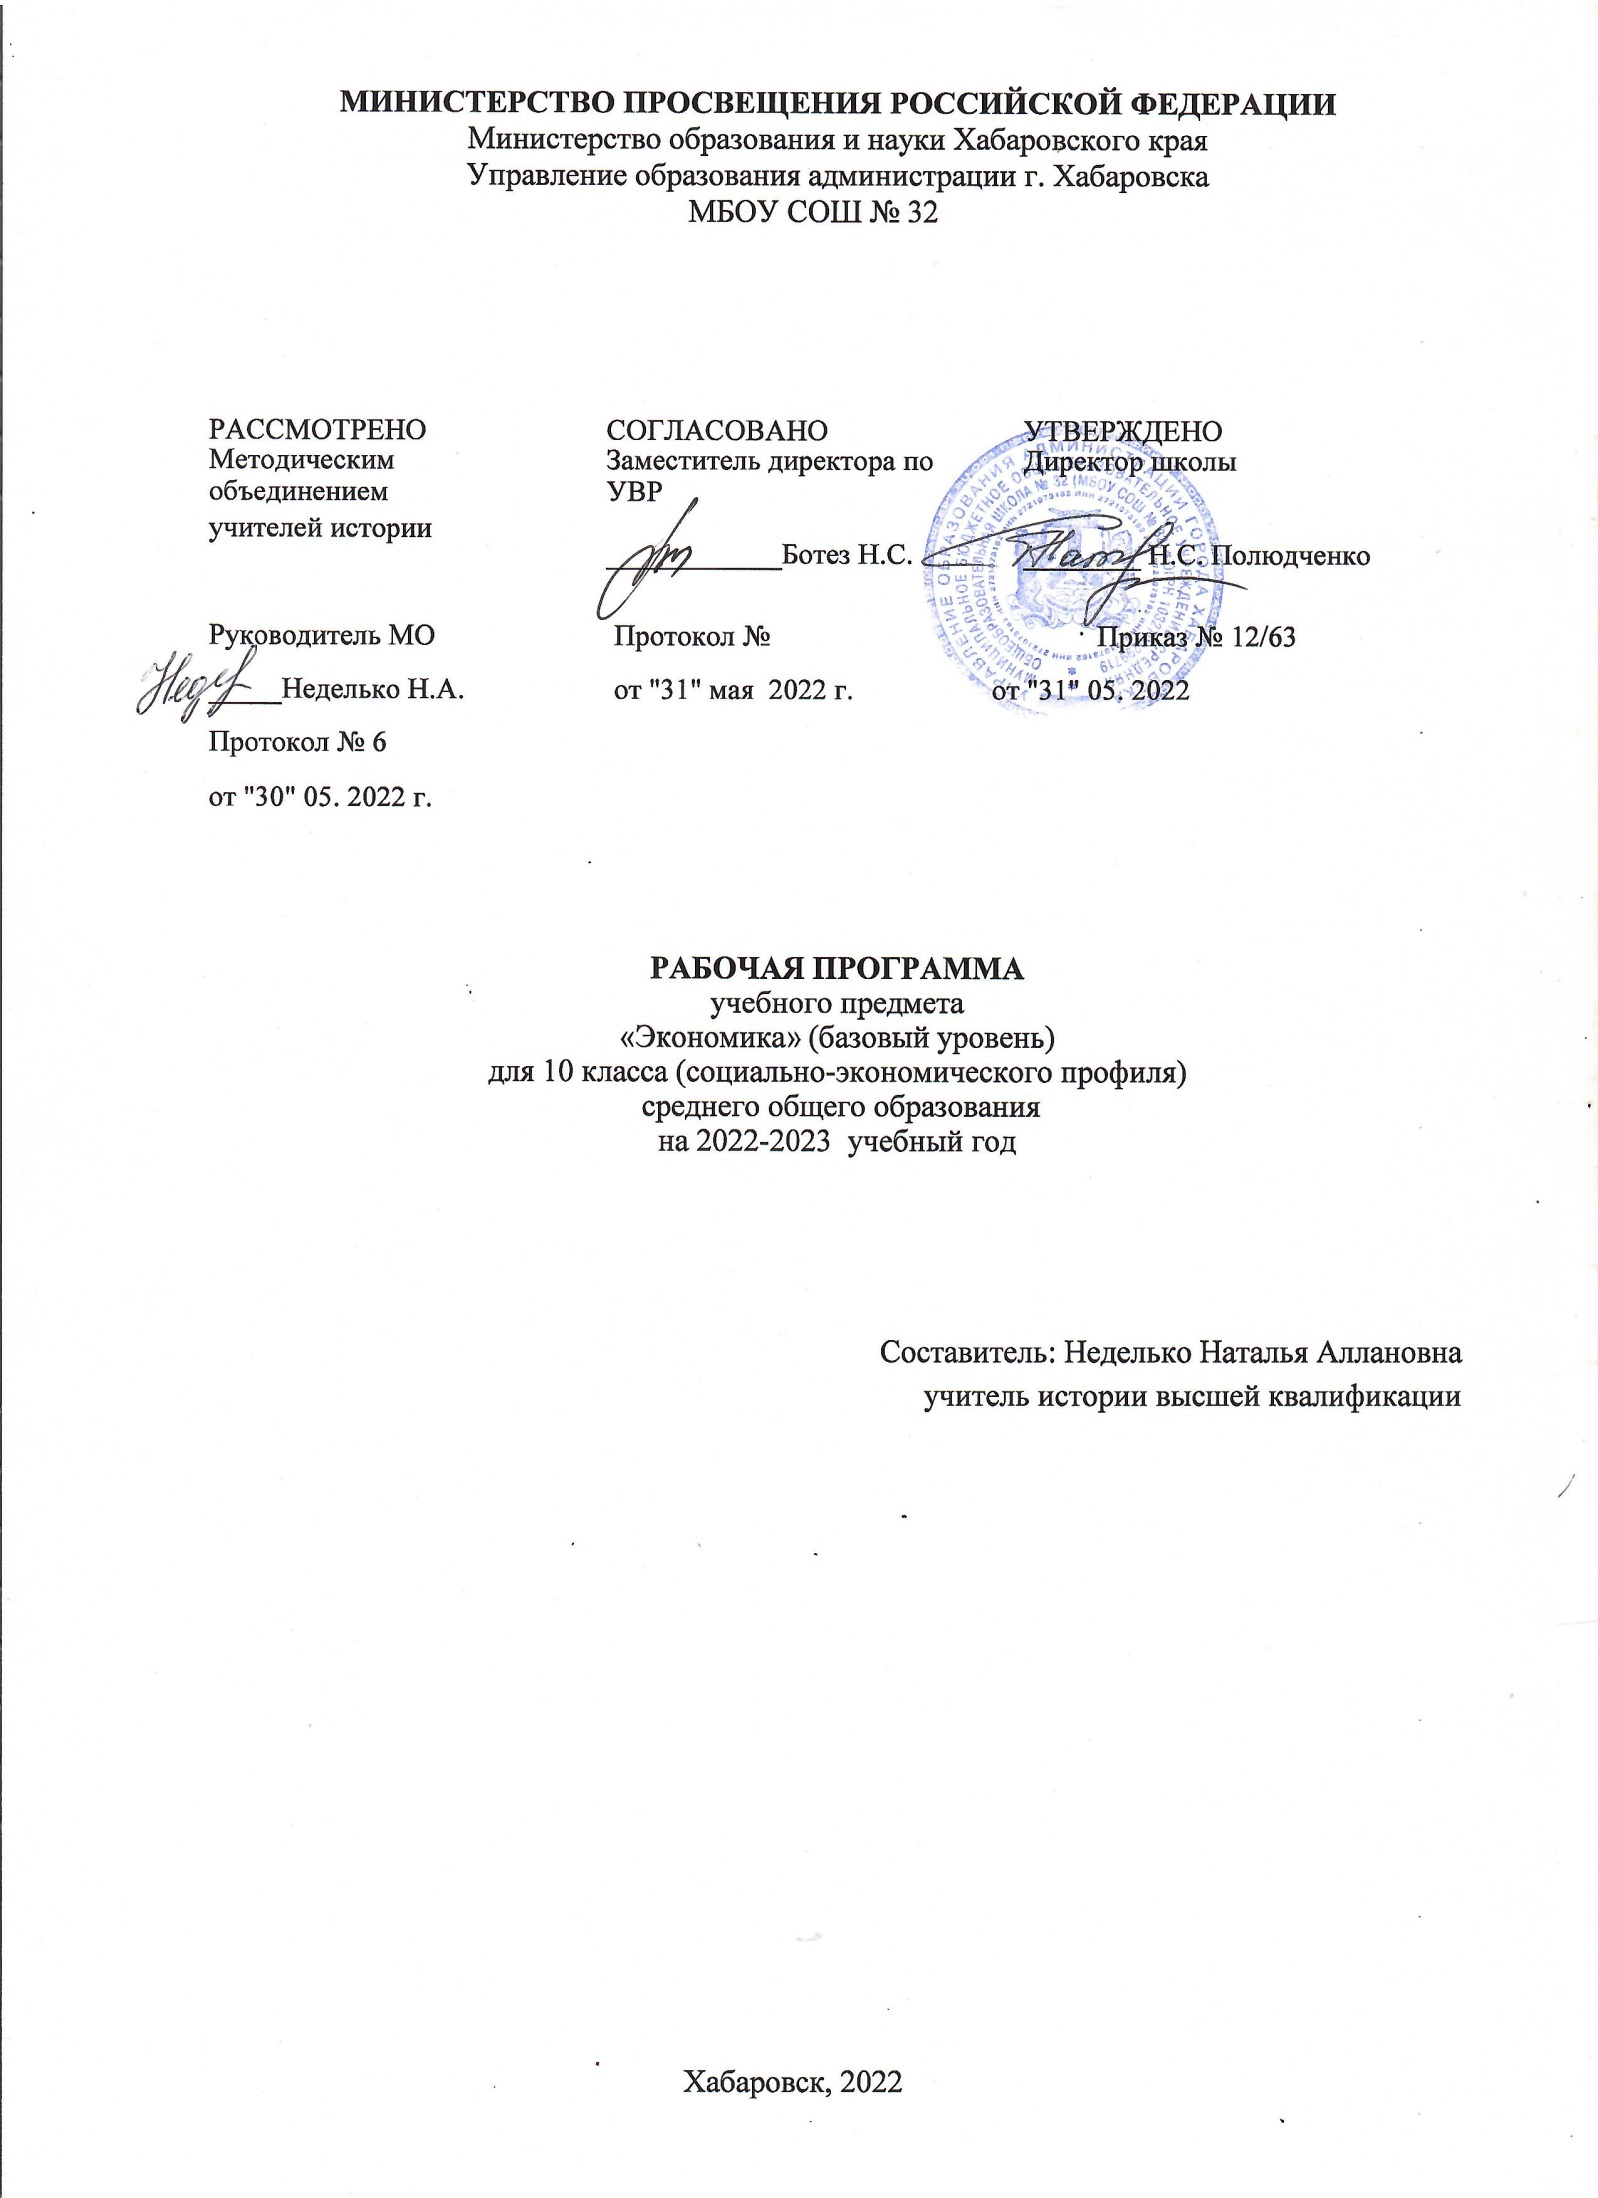 МИНИСТЕРСТВО ПРОСВЕЩЕНИЯ РОССИЙСКОЙ ФЕДЕРАЦИИ
Министерство образования и науки Хабаровского края
Управление образования администрации г. Хабаровска
МБОУ СОШ № 32
РАССМОТРЕНО
Методическим
объединением
учителей истории
Руководитель МО
_____Неделько Н.А.
Протокол № 6
от "30" 05. 2022 г.
СОГЛАСОВАНО
Заместитель директора по
УВР
____________Ботез Н.С.
Протокол №
от "31" мая 2022 г.
УТВЕРЖДЕНО
Директор школы
________ Н.С. Полюдченко
Приказ № 12/63
от "31" 05. 2022
РАБОЧАЯ ПРОГРАММА
учебного предмета
«Экономика» (базовый уровень)
для 10 класса (социально-экономического профиля)
среднего общего образования
на 2022-2023 учебный год
Составитель: Неделько Наталья Аллановна
учитель истории высшей квалификации
Хабаровск, 2022